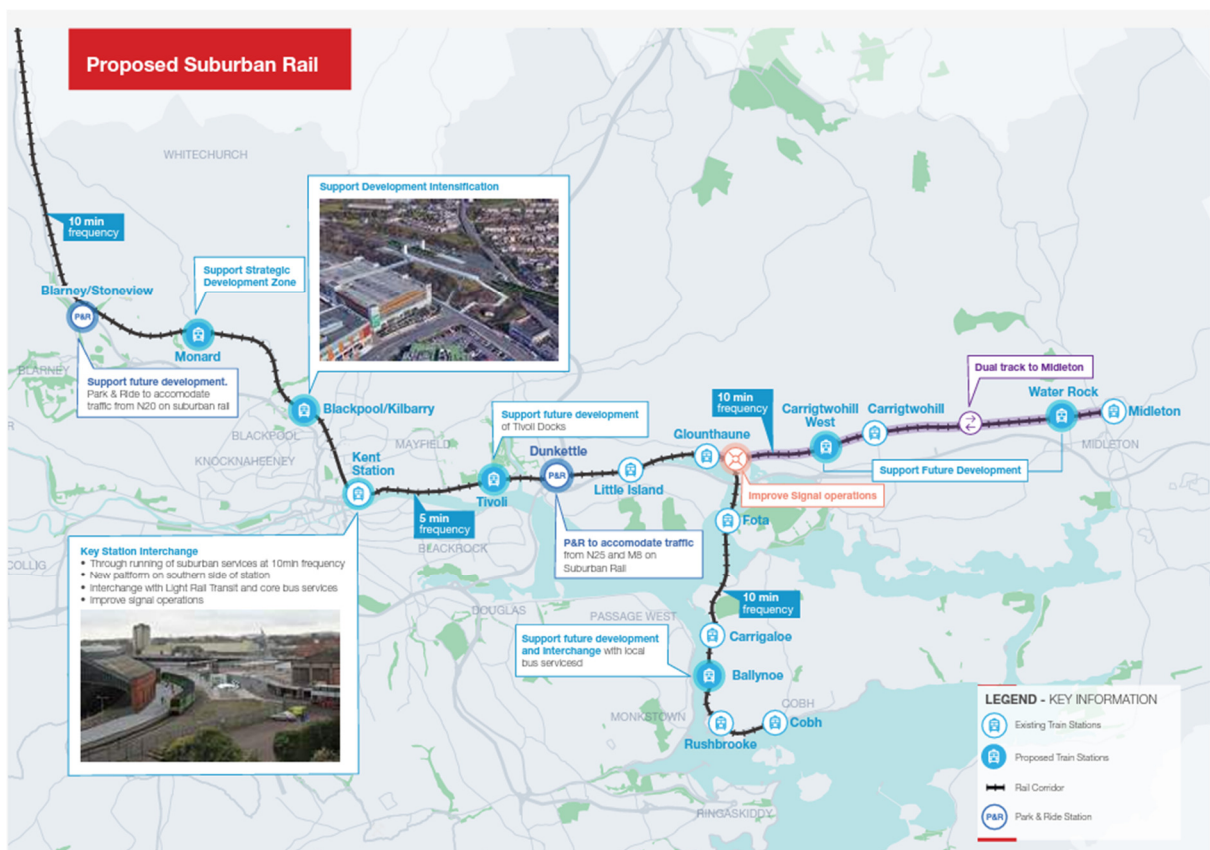 Proposed Suburban Rail
WHITECHURCH
Support Development Intensification
10 min
frequency
Support Strategic
Development Zone
Blarney/Stoneview
P&R
Monard
BLARNEY
Support future development.
Park & Ride to accomodate
traffic from N20 on suburban rail
Blackpool/Kilbarry
BLACKPOOL
MAYFIELD
KNOCKNAHEENEY
Kent
Station
Support future development
of Tivoli Docks
Dunkettle
P&R
Tivoli
5 min
frequency
BLACKROCK
Little Island
Glounthaune
10 min
frequency
Carrigtwohill
West
Carrigtwohill
Dual track to Midleton
Water Rock
Midleton
MIDLETON
Support Future Development
Improve Signal operations
P&R to accomodate traffic
from N25 and M8 on
Suburban Rail
Fota
COLLIG
R
Key Station Interchange
• Through running of suburban services at 10min frequency
• New paltform on southern side of station
• Interchange with Light Rail Transit and core bus services
• Improve signal operations
DOUGLAS
PASSAGE WEST
10 min
frequency
Support future development
and Interchange with local
bus servicesd
Carrigaloe
Ballynoe
MONKSTOWN
COBH
Rushbrooke
Cobh
RINGASKIDDY
LEGEND - KEY INFORMATION
Existing Train Stations
Proposed Train Stations
Rail Corridor
P&R
Park & Ride Station